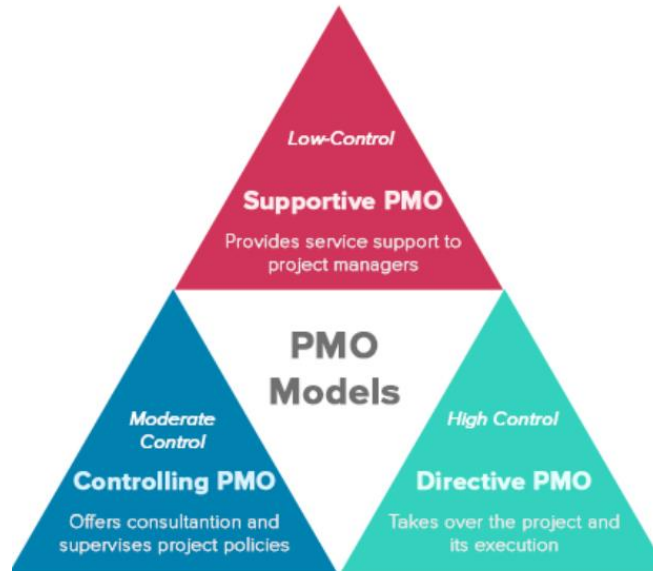 Low-Control
Supportive PMO
Provides service support to
project managers
PMO
Models
Moderate
Control
Controlling PMO
Offers consultantion and
supervises project policies
High Control
Directive PMO
Takes over the project and
its execution